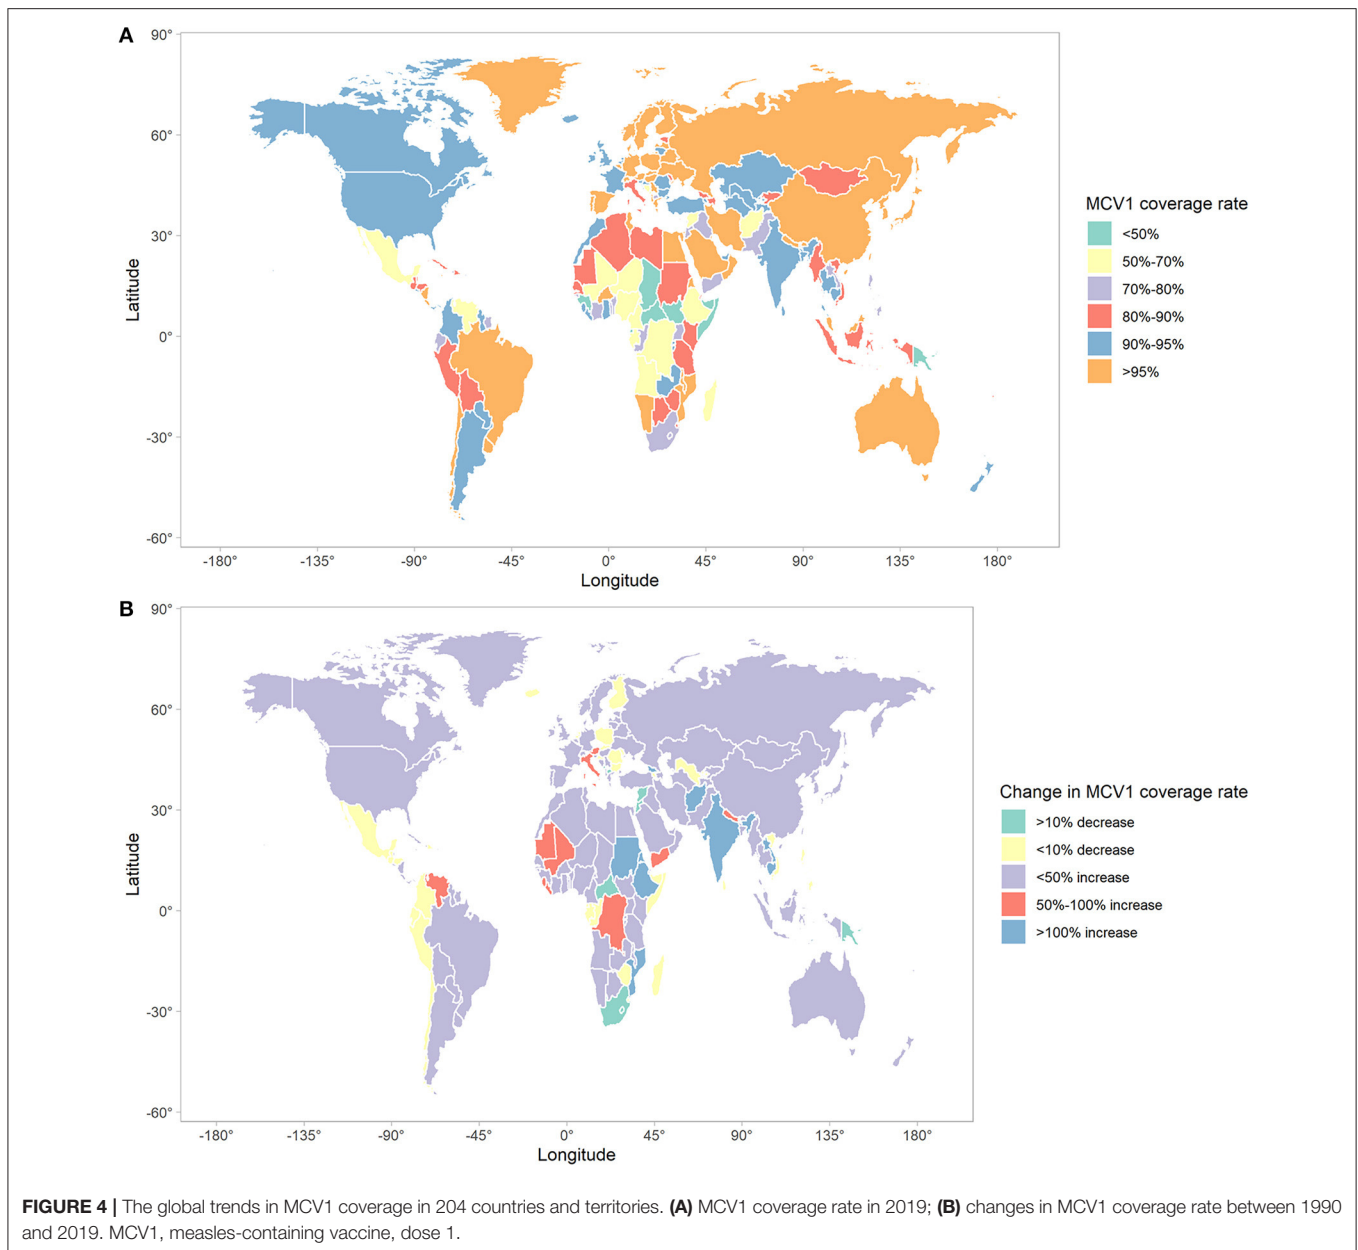 A
90°
60°
30°
0°
-30°
-60°
Latitude
-180°
-135°
-90°
-45°
0°
45°
90°
135°
180°
Longitude
MCV1 coverage rate
<50%
50%-70%
70%-80%
80%-90%
90%-95%
>95%
B
90°
60°
30°
0°
-30°
-60°
Latitude
-180°
-135°
-90°
-45°
0°
45°
90°
135°
180°
Longitude
Change in MCV1 coverage rate
>10% decrease
<10% decrease
<50% increase
50%-100% increase
>100% increase
FIGURE 4 | The global trends in MCV1 coverage in 204 countries and territories. (A) MCV1 coverage rate in 2019; (B) changes in MCV1 coverage rate between 1990
and 2019. MCV1, measles-containing vaccine, dose 1.